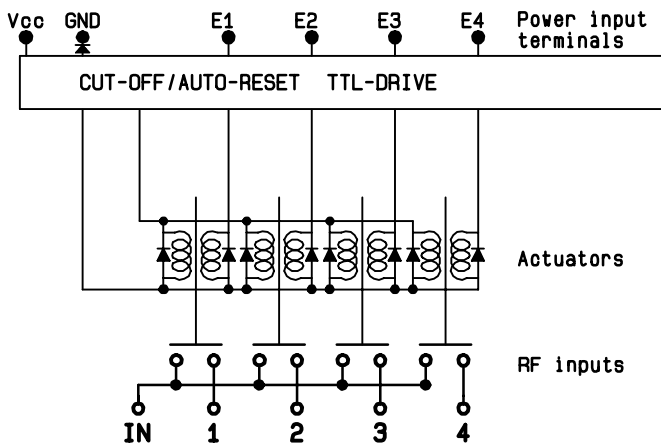 Vcc GND E1 E2 E3 E4 Power input
terminals
CUT-OFF/AUTO-RESET TTL-DRIVE
Actuators
RF inputs
IN 1 2 3 4